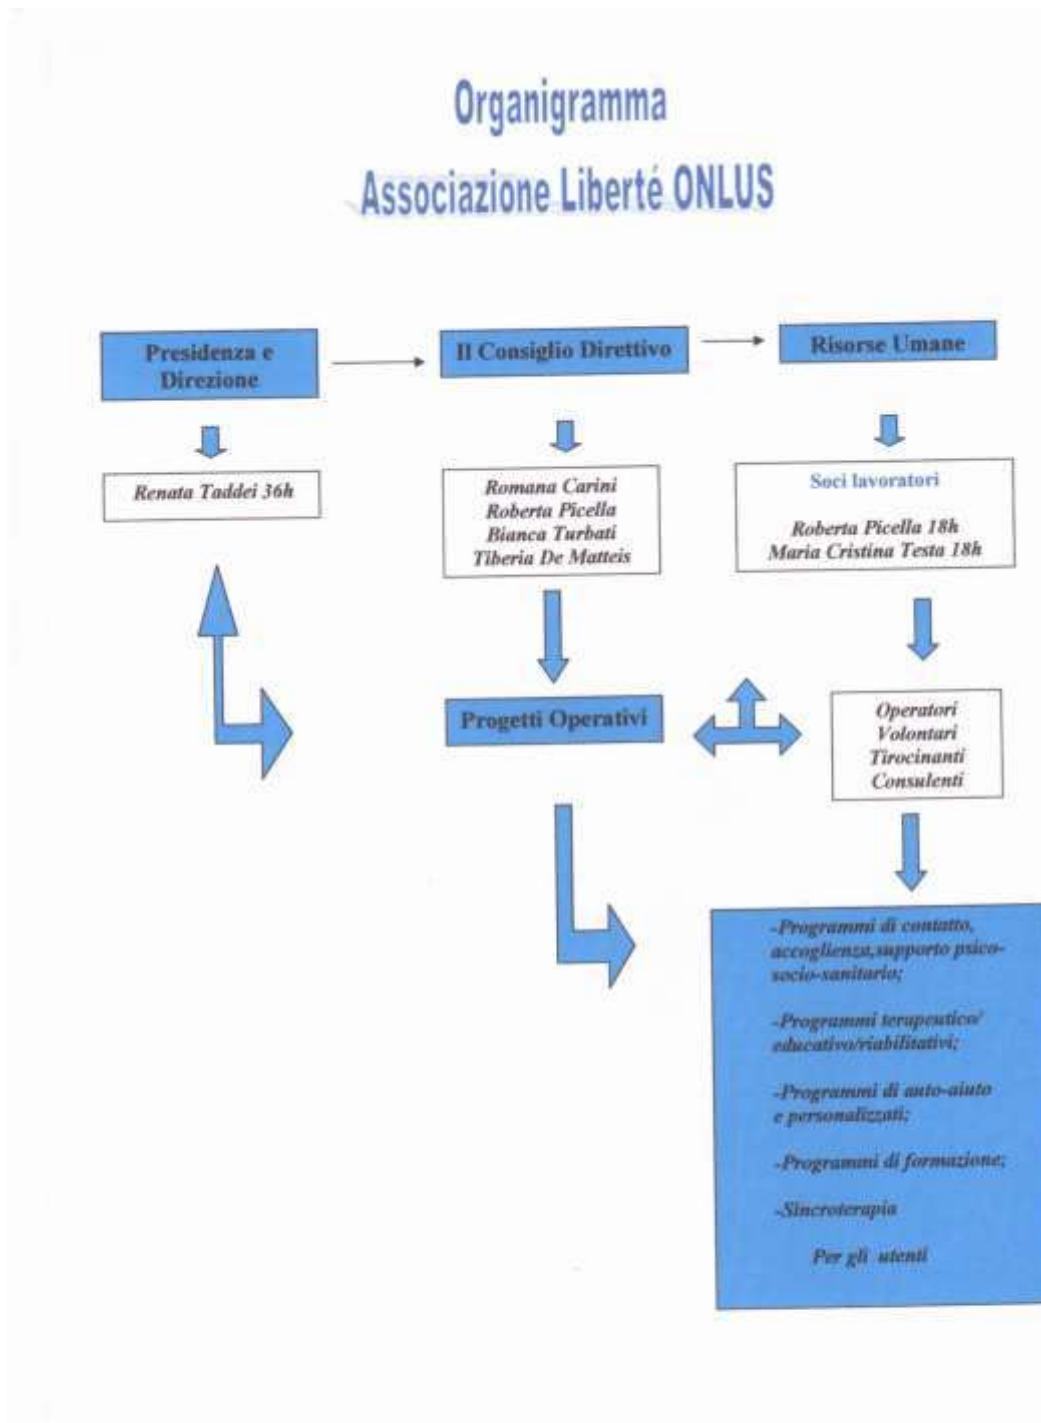 Organigramma
Associazione Liberté ONLUS
Presidenza e
Direzione
Il Consiglio Direttivo
Risorse Umane
Renata Taddei 36h
Romana Carini
Roberta Picella
Bianca Turbati
Tiberia De Matteis
Soci lavoratori
Roberta Picella 18h
Maria Cristina Testa 18h
Progetti Operativi
Operatori
Volontari
Tirocinanti
Consulenti
-Programmi di contatto,
accoglienza,supporto psico-
socio-sanitario;
-Programmi terapeutico/
educativo/riabilitativi;
-Programmi di auto-aiuto
e personalizzati;
-Programmi di formazione;
-Sincroterapia
Per gli utenti